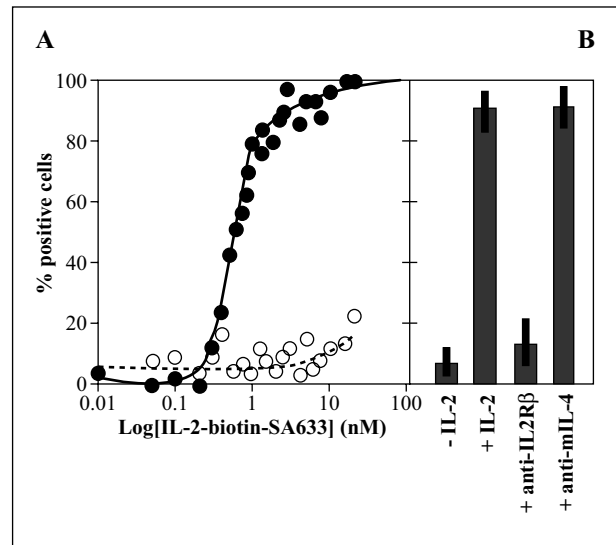 A
B
100
80
60
40
20
0
% positive cells
0.01
0.1
1
10
100
Log[IL-2-biotin-SA633] (nM)
- IL-2
+ IL-2
+ anti-IL2Rβ
+ anti-mIL-4